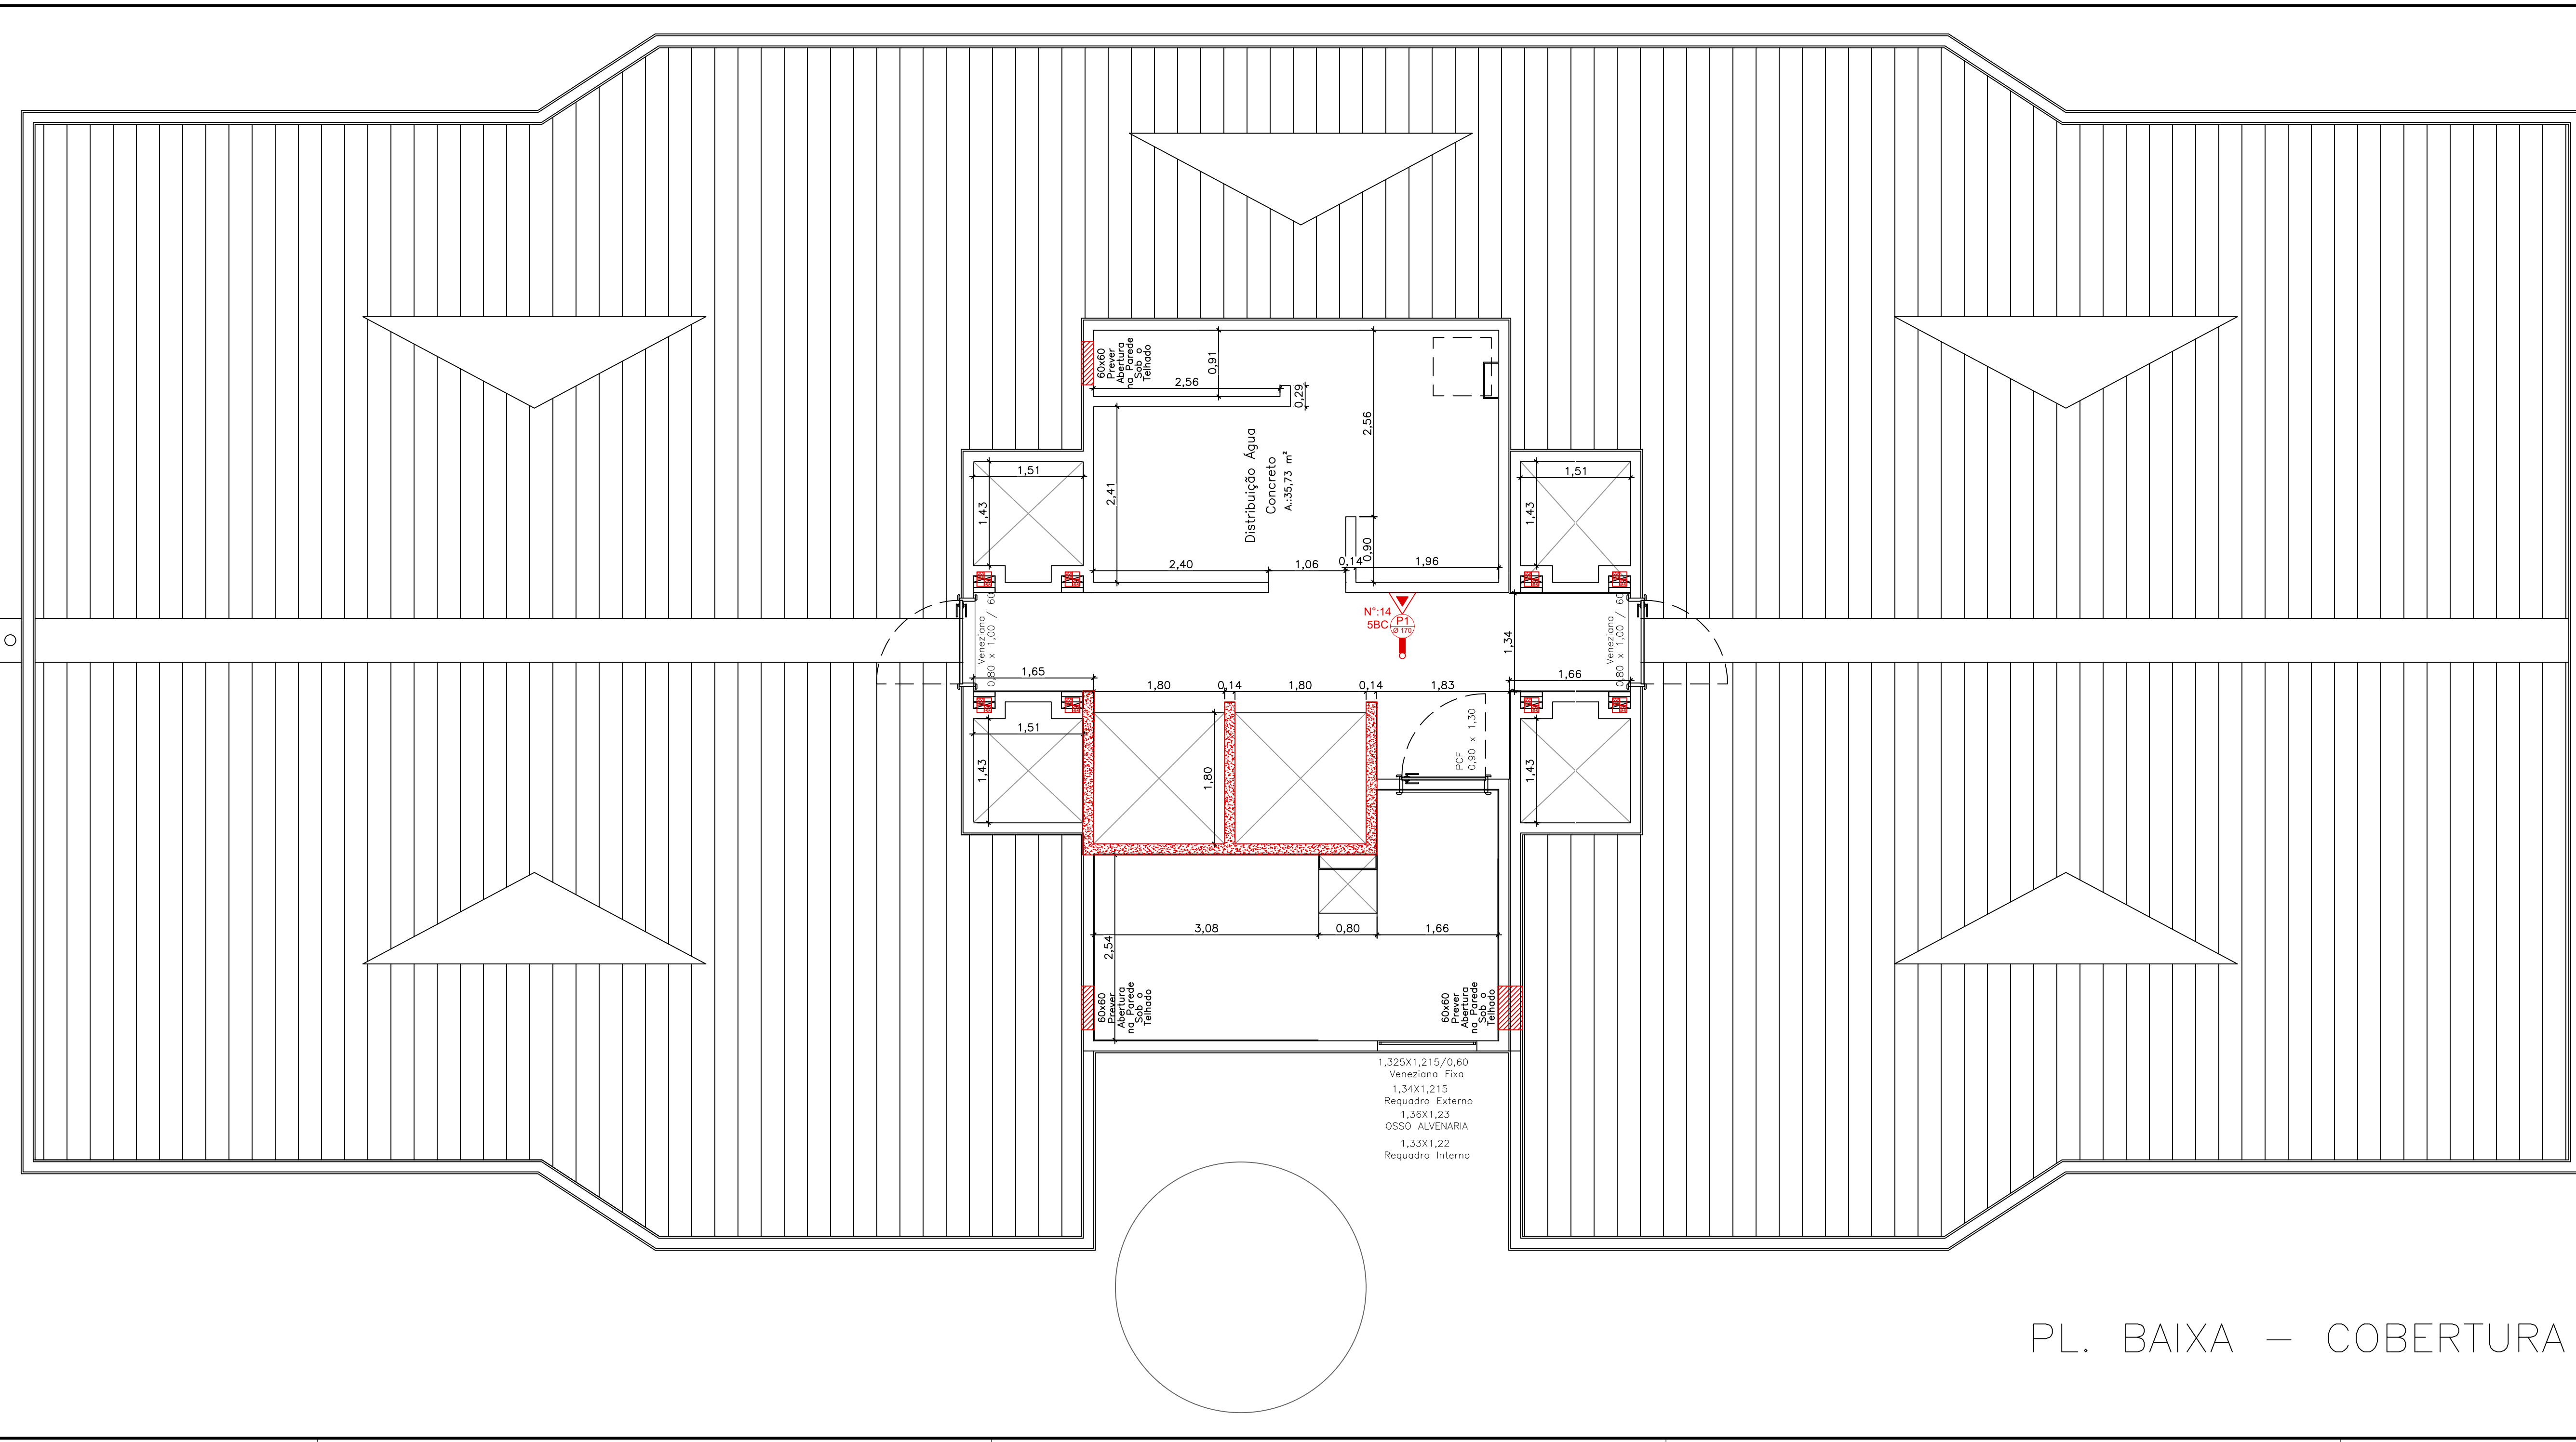 60x60
Prever
Abertura
na Parede
Sob o
Telhado
0,91
2,56
0,29
2,56
2,41
Distribuição Água
Concreto
A.:35,73 m²
1,51
1,43
1,51
1,43
0,90
2,40
1,06
0,14
1,96
Veneziana
0,80 x 1,00 / 60
N°:14
5BC
P1
Ø 170
1,34
Veneziana
0,80 x 1,00 / 60
1,65
1,66
1,80
0,14
1,80
0,14
1,83
1,51
1,43
1,80
PCF
0,90 x 1,30
1,43
3,08
0,80
1,66
2,54
60x60
Prever
Abertura
na Parede
Sob o
Telhado
60x60
Prever
Abertura
na Parede
Sob o
Telhado
1,325X1,215/0,60
Veneziana Fixa
1,34X1,215
Requadro Externo
1,36X1,23
OSSO ALVENARIA
1,33X1,22
Requadro Interno
PL. BAIXA — COBERTURA